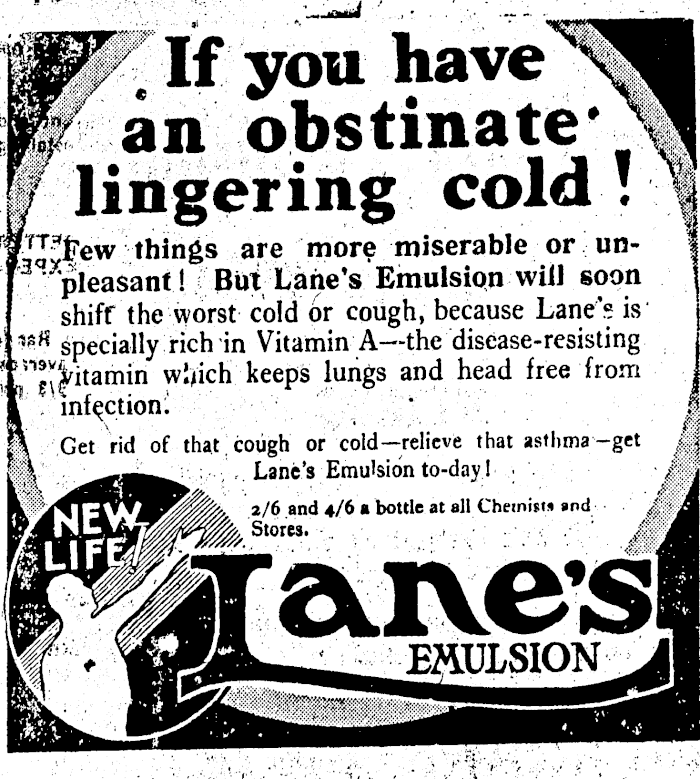 If you have
an obstinate
lingering cold!
Few things are more miserable or un-
pleasant! But Lane's Emulsion will soon
shift the worst cold or cough, because Lane's is
specially rich in Vitamin A—the disease-resisting
vitamin which keeps lungs and head free from
infection.
Get rid of that cough or cold—relieve that asthma—get
Lane's Emulsion to-day!
2/6 and 4/6 a bottle at all Chemists and
Stores.
NEW
LIFE!
Lane's
EMULSION